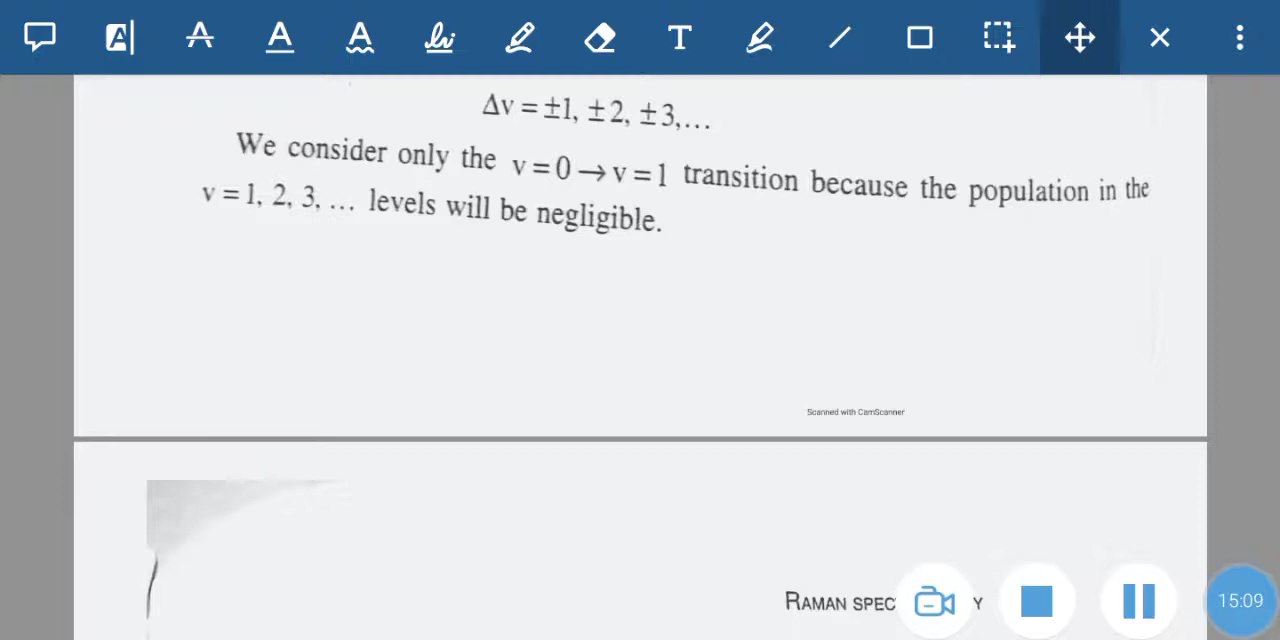 Δv = ±1, ±2, ±3,...
We consider only the v = 0 → v = 1 transition because the population in the
v = 1, 2, 3, ... levels will be negligible.
Scanned with CamScanner
RAMAN SPEC Y
15:09